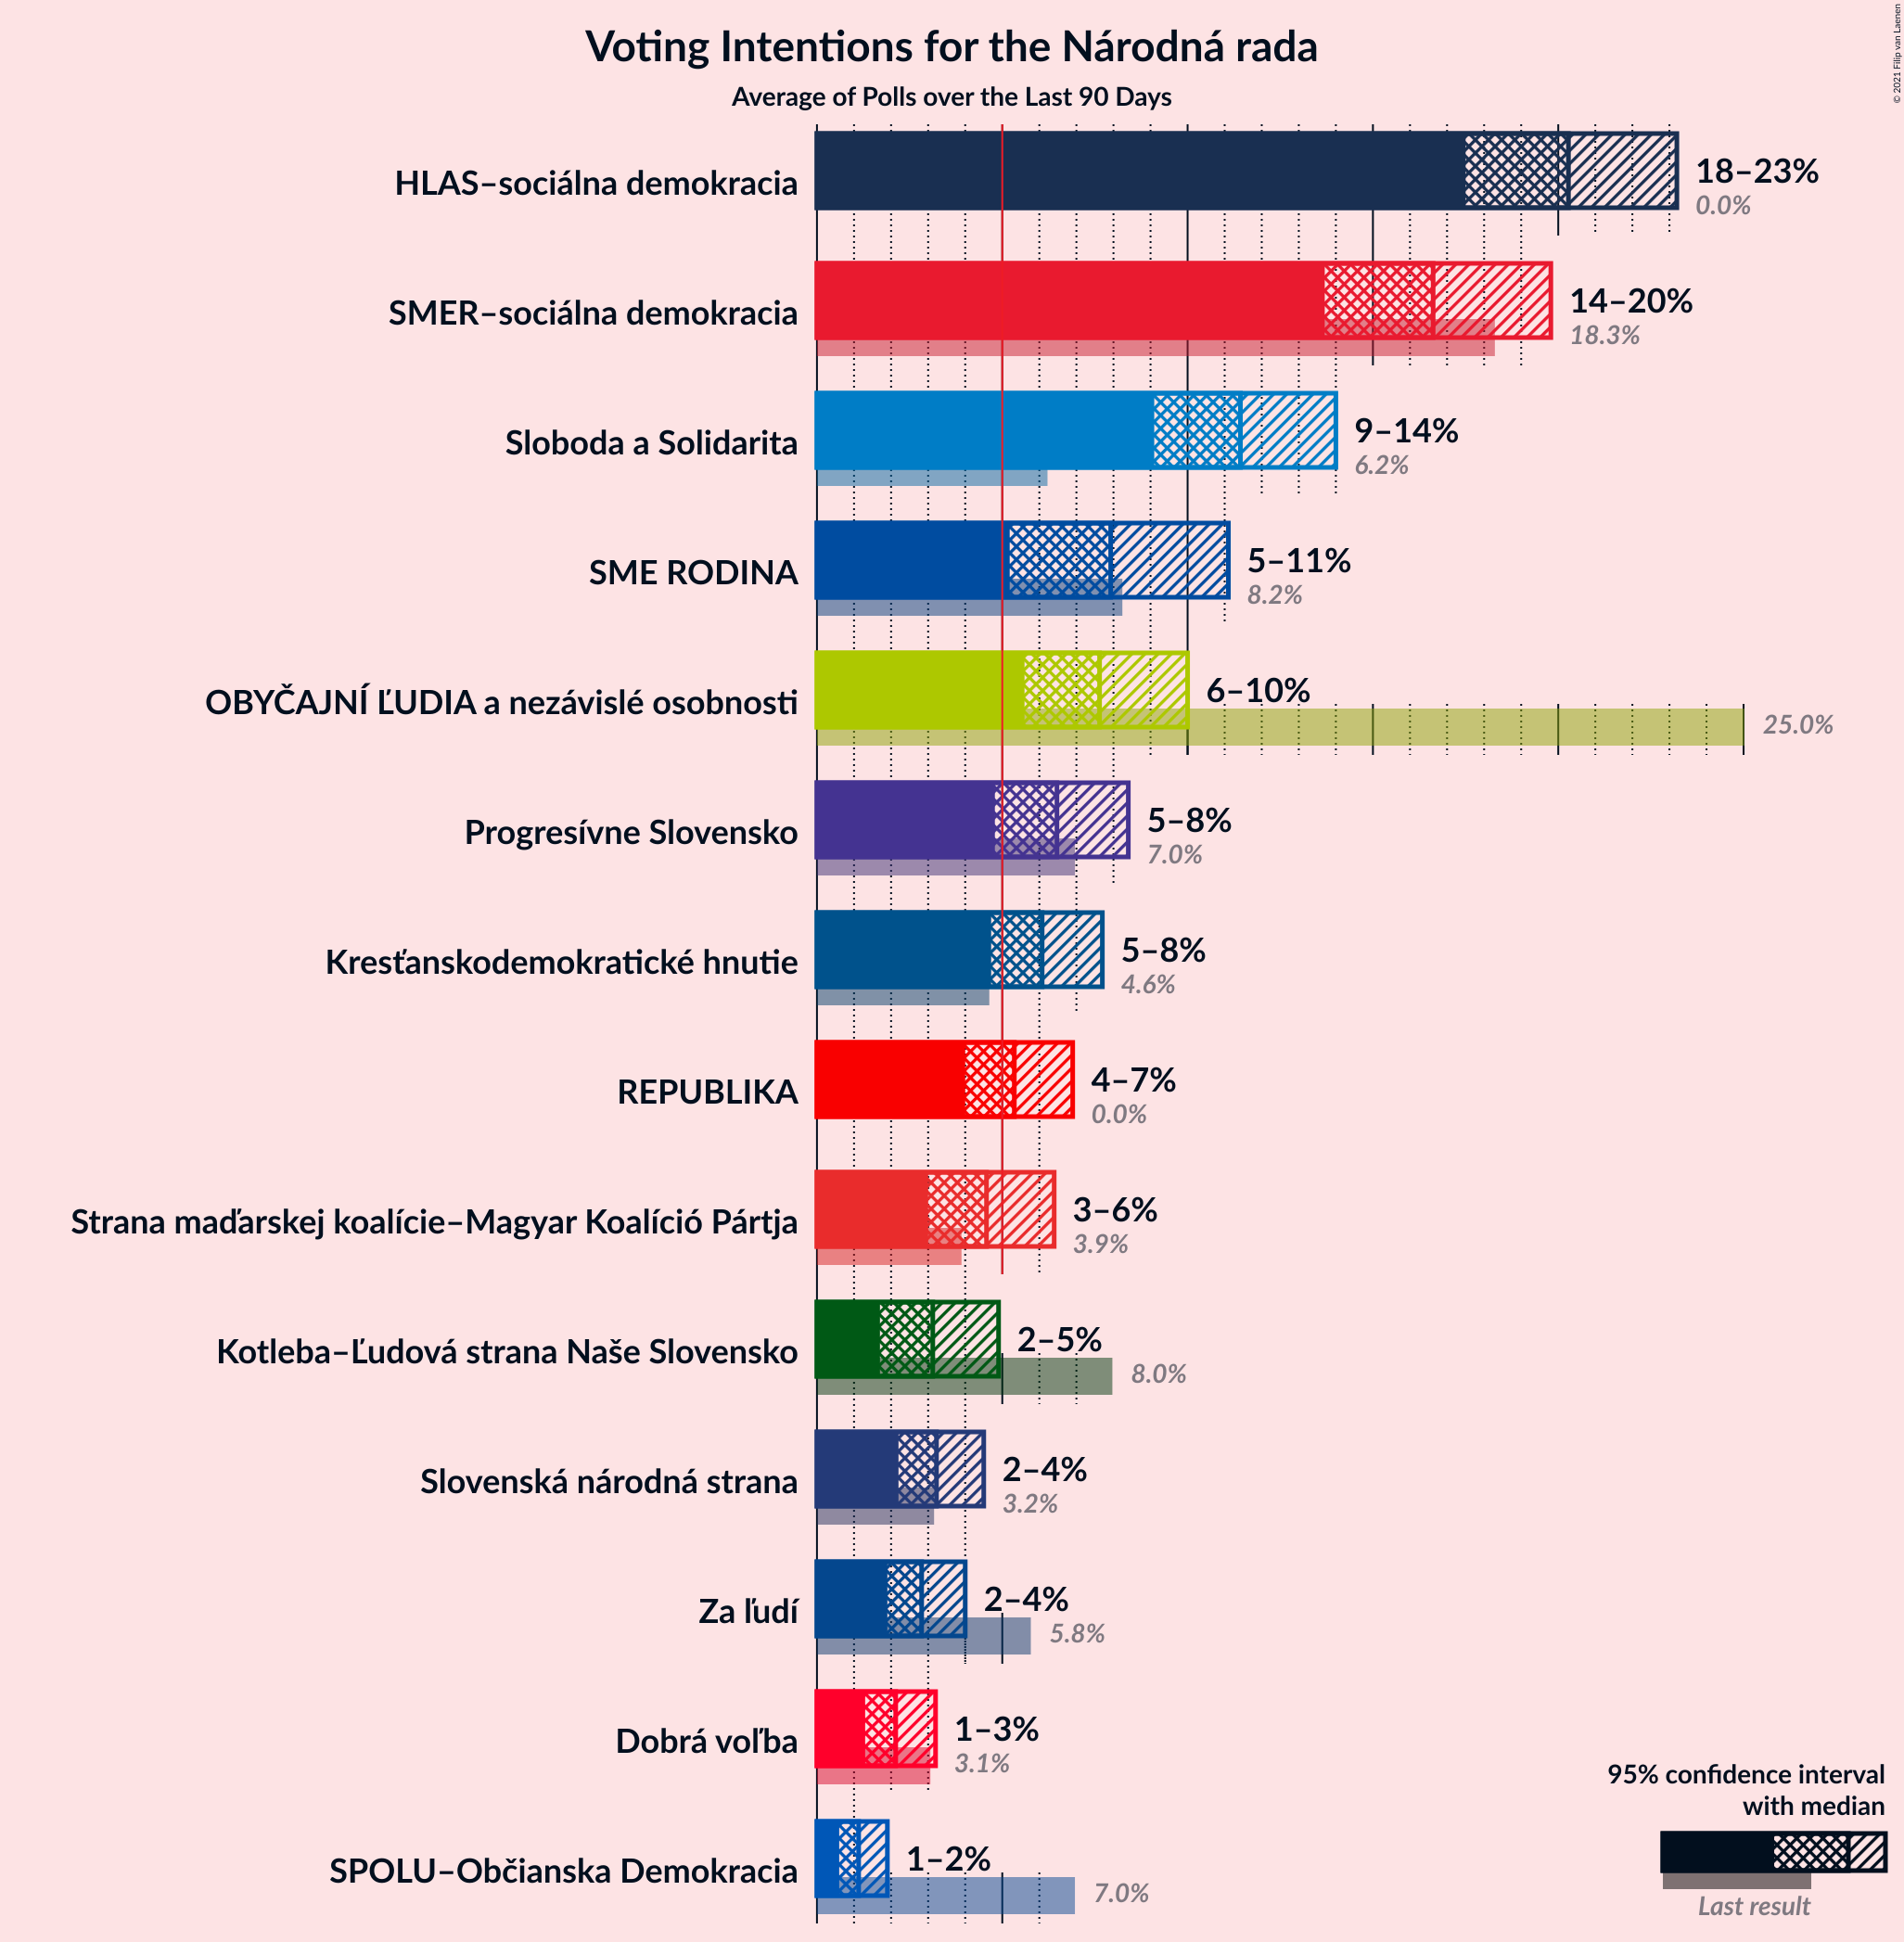 Voting Intentions for the Národná rada
Average of Polls over the Last 90 Days
© 2021 Filip van Laenen
HLAS–sociálna demokracia
18–23%
0.0%
SMER–sociálna demokracia
14–20%
18.3%
Sloboda a Solidarita
9–14%
6.2%
SME RODINA
5–11%
8.2%
OBYČAJNÍ ĽUDIA a nezávislé osobnosti
6–10%
25.0%
Progresívne Slovensko
5–8%
7.0%
Kresťanskodemokratické hnutie
5–8%
4.6%
REPUBLIKA
4–7%
0.0%
Strana maďarskej koalície–Magyar Koalíció Pártja
3–6%
3.9%
Kotleba–Ľudová strana Naše Slovensko
2–5%
8.0%
Slovenská národná strana
2–4%
3.2%
Za ľudí
2–4%
5.8%
Dobrá voľba
1–3%
3.1%
SPOLU–Občianska Demokracia
1–2%
7.0%
95% confidence interval
with median
Last result